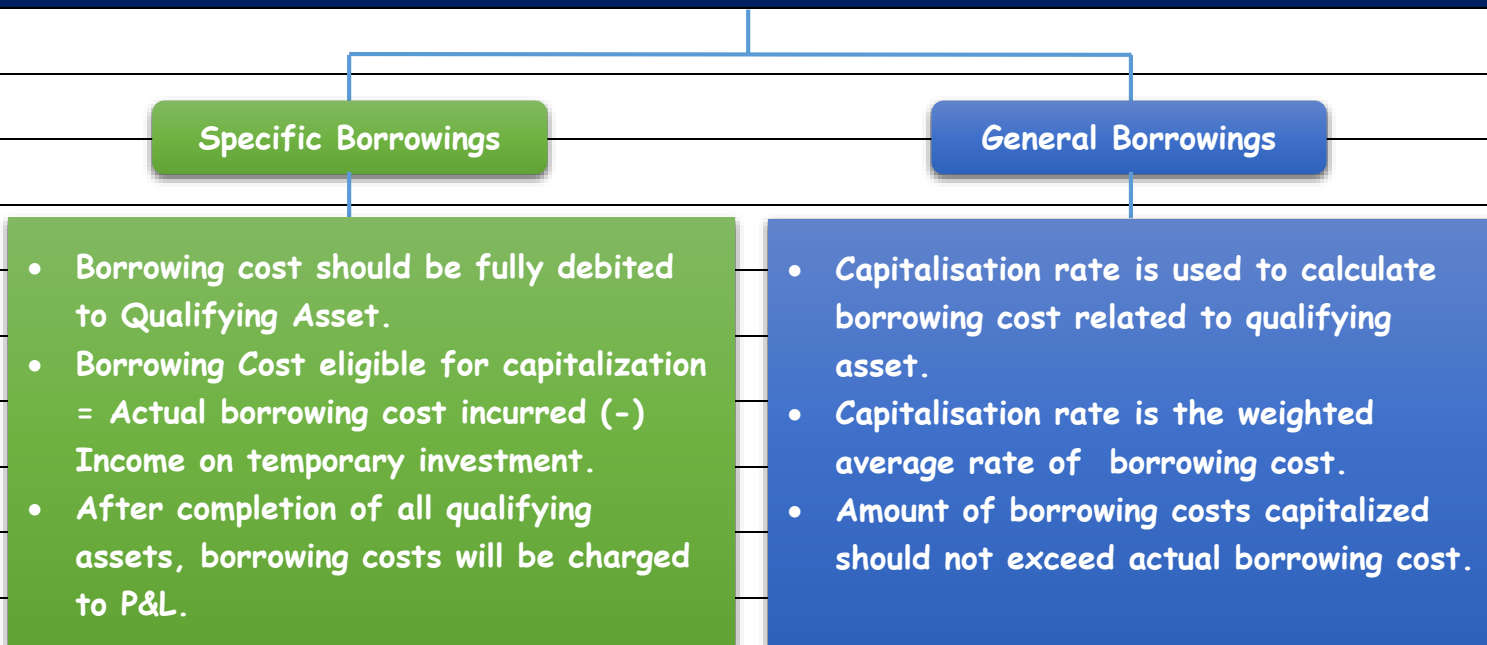 Specific Borrowings
General Borrowings
• Borrowing cost should be fully debited
to Qualifying Asset.
• Borrowing Cost eligible for capitalization
= Actual borrowing cost incurred (-)
Income on temporary investment.
• After completion of all qualifying
assets, borrowing costs will be charged
to P&L.
• Capitalisation rate is used to calculate
borrowing cost related to qualifying
asset.
• Capitalisation rate is the weighted
average rate of borrowing cost.
• Amount of borrowing costs capitalized
should not exceed actual borrowing cost.